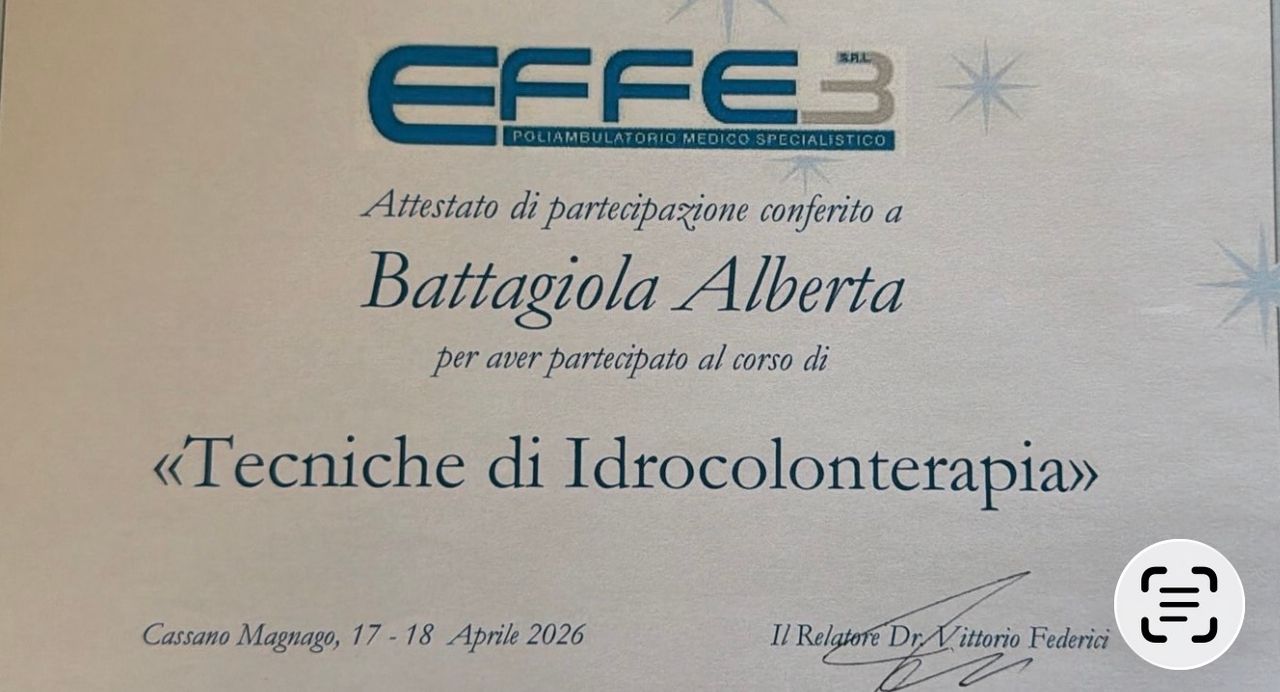 EFFE3
S.R.L.
POLIAMBULATORIO MEDICO SPECIALISTICO
Attestato di partecipazione conferito a
Battagiola Alberta
per aver partecipato al corso di
«Tecniche di Idrocolonterapia»
Cassano Magnago, 17 - 18 Aprile 2026
Il Relatore Dr. Vittorio Federici